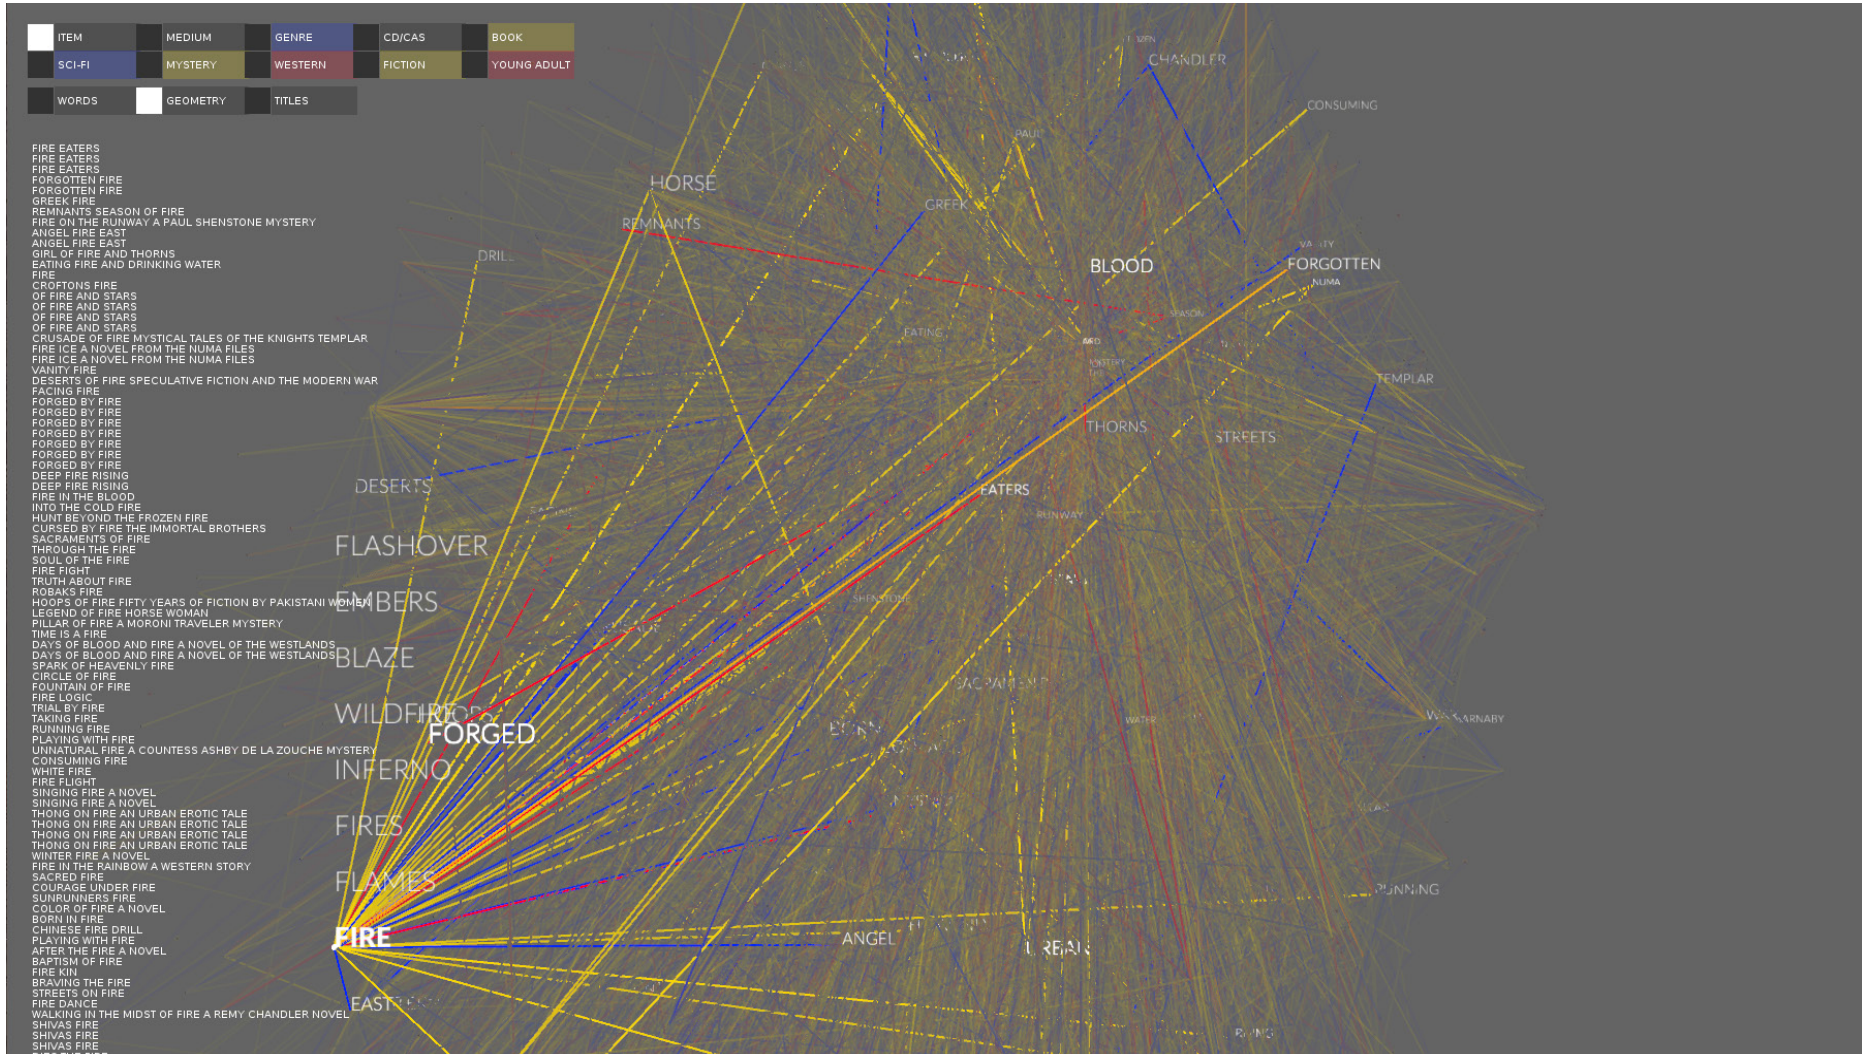 ITEM MEDIUM GENRE CD/CAS BOOK
SCI-FI MYSTERY WESTERN FICTION YOUNG ADULT
WORDS GEOMETRY TITLES
FIRE EATERS
FIRE EATERS
FIRE EATERS
FORGOTTEN FIRE
FORGOTTEN FIRE
GREEK FIRE
REMNANTS SEASON OF FIRE
FIRE ON THE RUNWAY A PAUL SHENSTONE MYSTERY
ANGEL FIRE EAST
ANGEL FIRE EAST
GIRL OF FIRE AND THORNS
EATING FIRE AND DRINKING WATER
FIRE
CROFTONS FIRE
OF FIRE AND STARS
OF FIRE AND STARS
OF FIRE AND STARS
OF FIRE AND STARS
CRUSADE OF FIRE MYSTICAL TALES OF THE KNIGHTS TEMPLAR
FIRE ICE A NOVEL FROM THE NUMA FILES
FIRE ICE A NOVEL FROM THE NUMA FILES
VANITY FIRE
DESERTS OF FIRE SPECULATIVE FICTION AND THE MODERN WAR
FACING FIRE
FORGED BY FIRE
FORGED BY FIRE
FORGED BY FIRE
FORGED BY FIRE
FORGED BY FIRE
FORGED BY FIRE
FORGED BY FIRE
DEEP FIRE RISING
DEEP FIRE RISING
FIRE IN THE BLOOD
INTO THE COLD FIRE
HUNT BEYOND THE FROZEN FIRE
CURSED BY FIRE THE IMMORTAL BROTHERS
SACRAMENTS OF FIRE
THROUGH THE FIRE
SOUL OF THE FIRE
FIRE FIGHT
TRUTH ABOUT FIRE
ROBAKS FIRE
HOOPS OF FIRE FIFTY YEARS OF FICTION BY PAKISTANI WOMEN
LEGEND OF FIRE HORSE WOMAN
PILLAR OF FIRE A MORONI TRAVELER MYSTERY
TIME IS A FIRE
DAYS OF BLOOD AND FIRE A NOVEL OF THE WESTLANDS
DAYS OF BLOOD AND FIRE A NOVEL OF THE WESTLANDS
SPARK OF HEAVENLY FIRE
CIRCLE OF FIRE
FOUNTAIN OF FIRE
FIRE LOGIC
TRIAL BY FIRE
TAKING FIRE
RUNNING FIRE
PLAYING WITH FIRE
UNNATURAL FIRE A COUNTESS ASHBY DE LA ZOUCHE MYSTERY
CONSUMING FIRE
WHITE FIRE
FIRE FLIGHT
SINGING FIRE A NOVEL
SINGING FIRE A NOVEL
THONG ON FIRE AN URBAN EROTIC TALE
THONG ON FIRE AN URBAN EROTIC TALE
THONG ON FIRE AN URBAN EROTIC TALE
THONG ON FIRE AN URBAN EROTIC TALE
WINTER FIRE A NOVEL
FIRE IN THE RAINBOW A WESTERN STORY
SACRED FIRE
COURAGE UNDER FIRE
SUNRUNNERS FIRE
COLOR OF FIRE A NOVEL
BORN IN FIRE
CHINESE FIRE DRILL
PLAYING WITH FIRE
AFTER THE FIRE A NOVEL
BAPTISM OF FIRE
FIRE KIN
BRAVING THE FIRE
STREETS ON FIRE
FIRE DANCE
WALKING IN THE MIDST OF FIRE A REMY CHANDLER NOVEL
SHIVAS FIRE
SHIVAS FIRE
SHIVAS FIRE
CHANDLER
CONSUMING
PAUL
HORSE
GREEK
REMNANTS
DRILL
BLOOD
FORGOTTEN
NUMA
SEASON
EATING
TEMPLAR
THORNS
STREETS
DESERTS
EATERS
RUNWAY
FLASHOVER
EMBERS
SHENSTONE
BLAZE
WILDFIRE
FORGED
WATER
BARNABY
INFERNO
FIRES
FLAMES
RUNNING
FIRE
ANGEL
URBAN
EAST